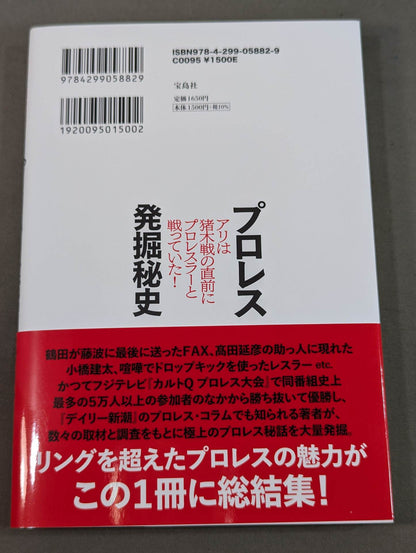 ISBN978-4-299-05882-9
C0095 ¥1500E
9784299058829
1920095015002
宝島社
定価1650円
本体1500円+税10%
プロレス
発掘秘史
アリは
猪木戦の直前に
プロレスラーと
戦っていた！
鶴田が藤波に最後に送ったFAX、高田延彦の助っ人に現れた
小橋建太、喧嘩でドロップキックを使ったレスラー etc.
かつてフジテレビ『カルトQ プロレス大会』で同番組史上
最多の5万人以上の参加者のなかから勝ち抜いて優勝し、
『デイリー新潮』のプロレス・コラムでも知られる著者が、
数々の取材と調査をもとに極上のプロレス秘話を大量発掘。
リングを超えたプロレスの魅力が
この1冊に総結集！